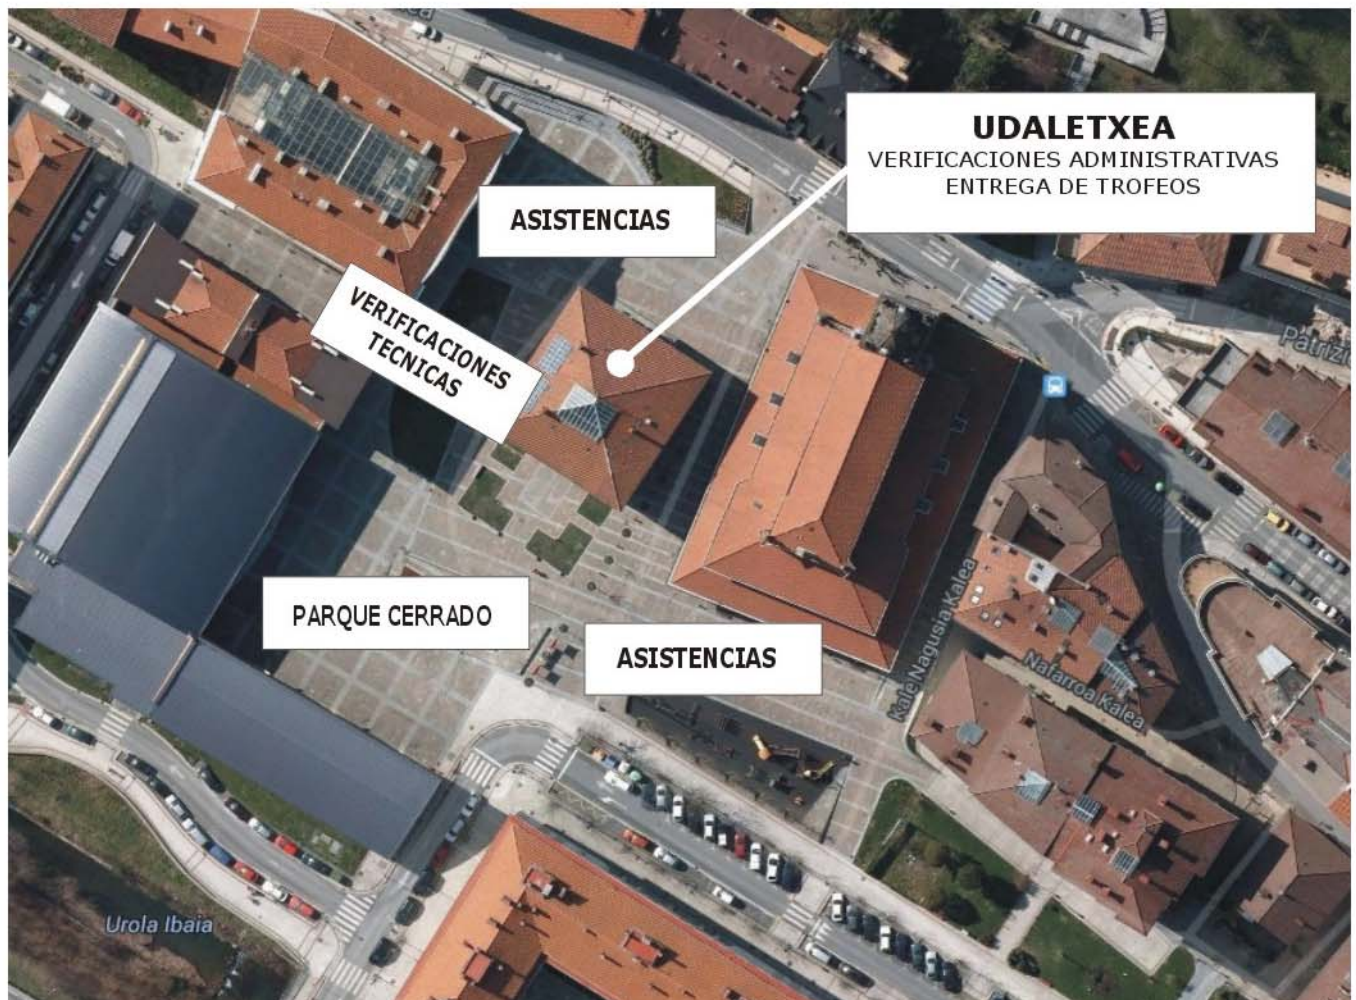 UDALETXEA
VERIFICACIONES ADMINISTRATIVAS
ENTREGA DE TROFEOS
ASISTENCIAS
VERIFICACIONES
TECNICAS
PARQUE CERRADO
ASISTENCIAS
Kale Nagusia Kalea
Nafarroa Kalea
Urola Ibaia